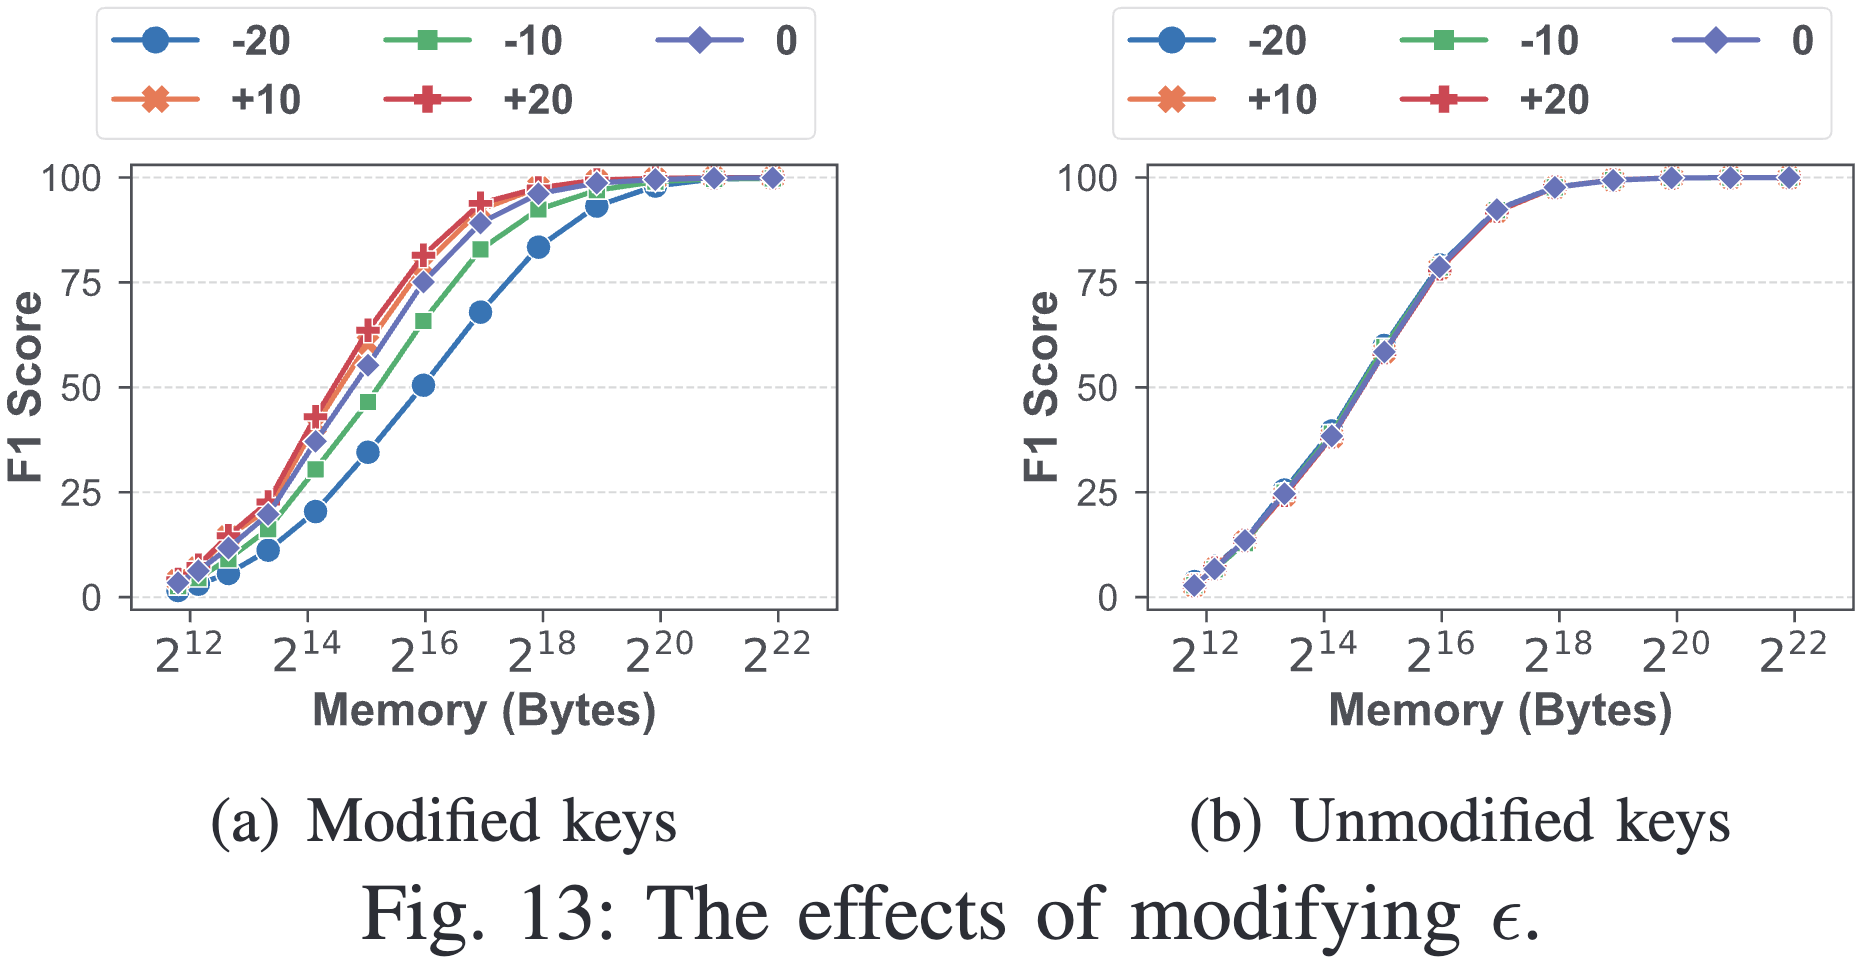 -20 -10 0
+10 +20
100
75
50
25
0
F1 Score
2^12 2^14 2^16 2^18 2^20 2^22
Memory (Bytes)
(a) Modified keys
-20 -10 0
+10 +20
100
75
50
25
0
F1 Score
2^12 2^14 2^16 2^18 2^20 2^22
Memory (Bytes)
(b) Unmodified keys
Fig. 13: The effects of modifying ϵ.